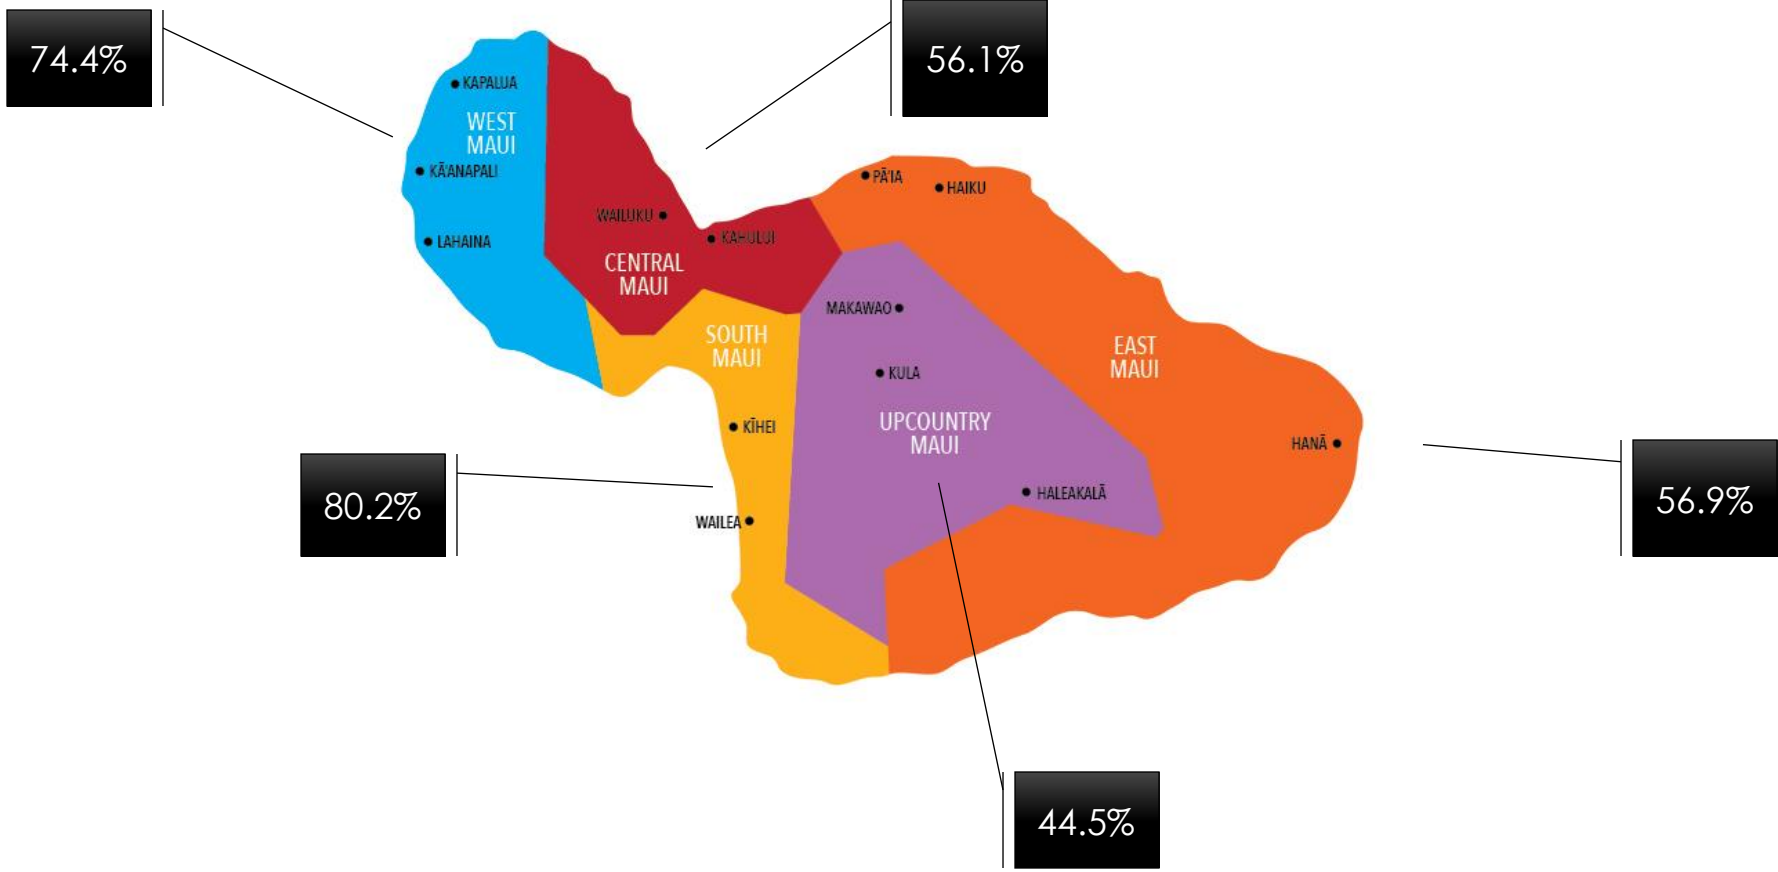 74.4%
56.1%
KAPALUA
WEST
MAUI
KĀ'ANAPALI
LAHAINA
WAILUKU
KAHULUI
CENTRAL
MAUI
PĀ'IA
HAIKU
MAKAWAO
SOUTH
MAUI
EAST
MAUI
KULA
UPCOUNTRY
MAUI
KĪHEI
HANĀ
HALEAKALĀ
WAILEA
80.2%
56.9%
44.5%